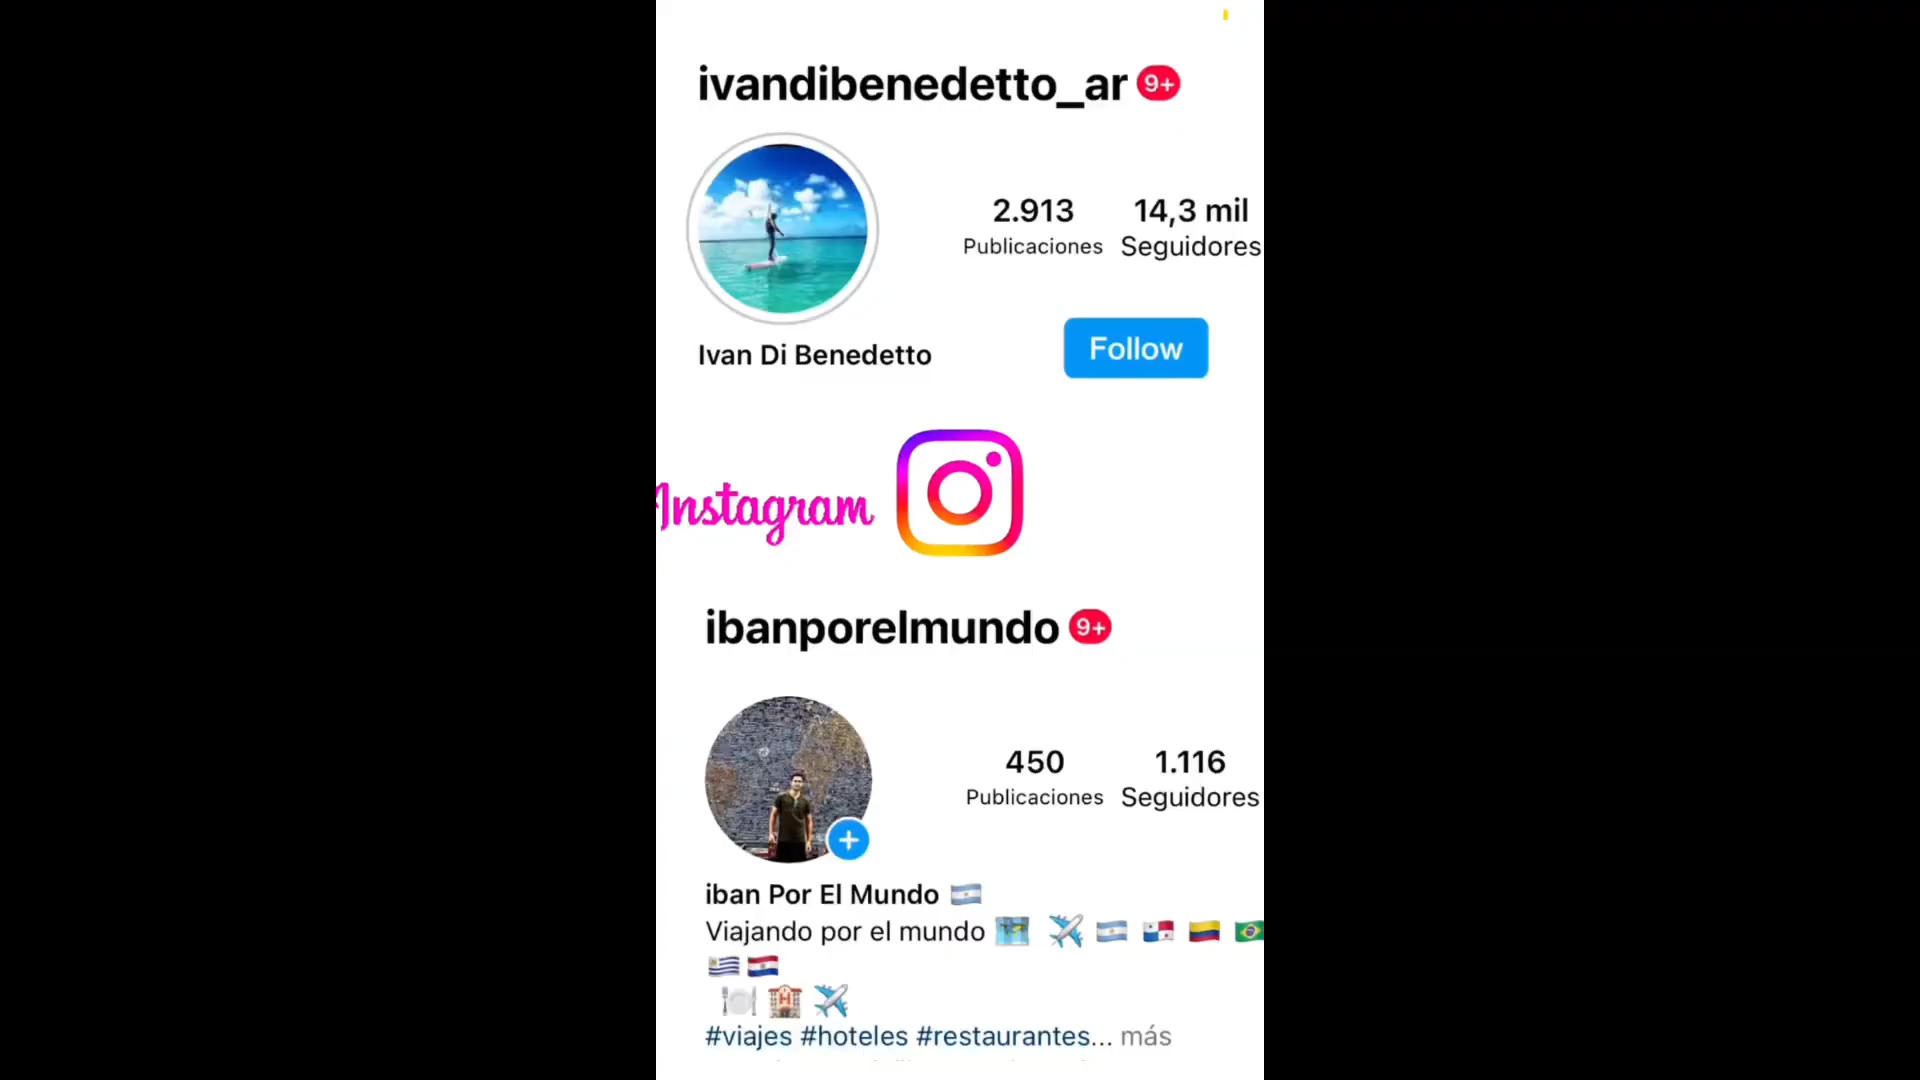 ivandibenedetto_ar 9+
2.913 14,3 mil
Publicaciones Seguidores
Ivan Di Benedetto
Follow
Instagram
ibanporelmundo 9+
450 1.116
Publicaciones Seguidores
iban Por El Mundo 🇦🇷
Viajando por el mundo 🗺️ ✈️ 🇦🇷 🇵🇦 🇨🇴 🇧🇷
🇺🇾 🇵🇾
🍽️ 🏨 ✈️
#viajes #hoteles #restaurantes... más